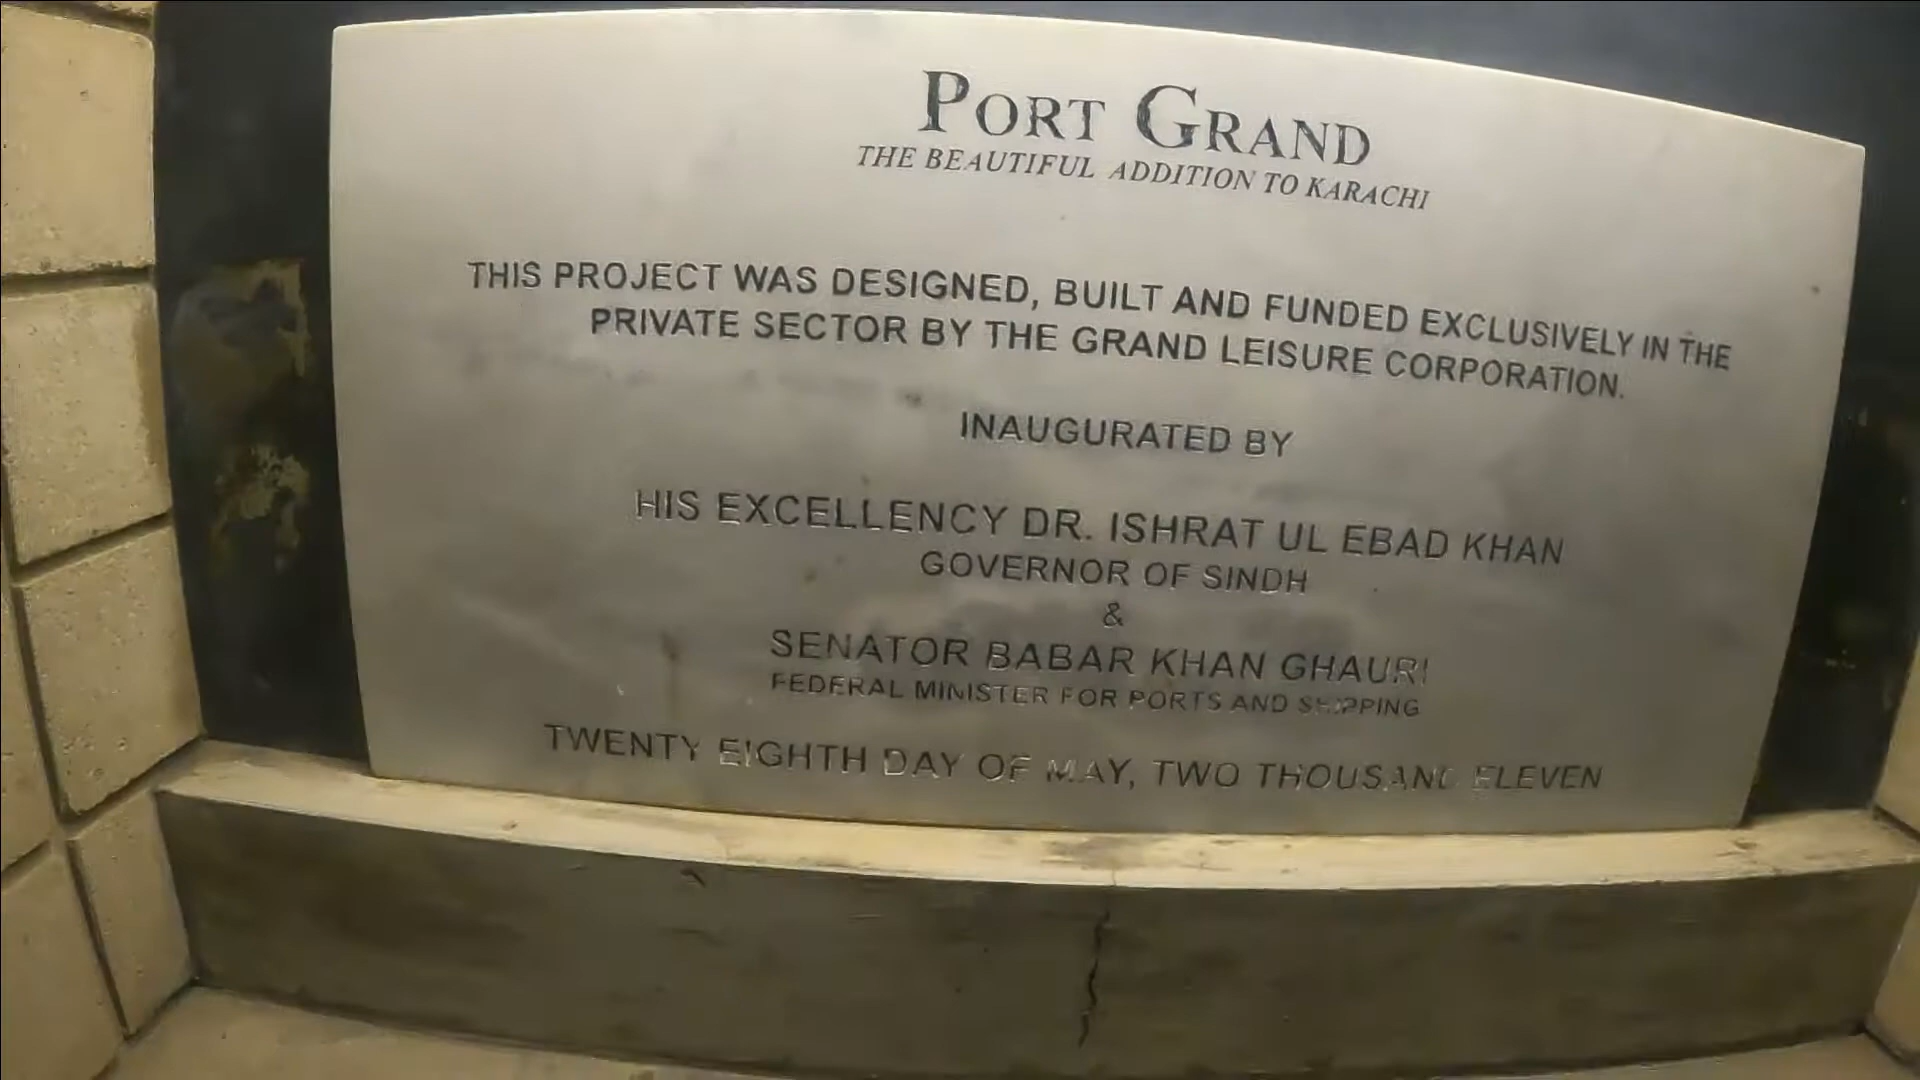 PORT GRAND
THE BEAUTIFUL ADDITION TO KARACHI
THIS PROJECT WAS DESIGNED, BUILT AND FUNDED EXCLUSIVELY IN THE
PRIVATE SECTOR BY THE GRAND LEISURE CORPORATION.
INAUGURATED BY
HIS EXCELLENCY DR. ISHRAT UL EBAD KHAN
GOVERNOR OF SINDH
&
SENATOR BABAR KHAN GHAURI
FEDERAL MINISTER FOR PORTS AND SHIPPING
TWENTY EIGHTH DAY OF MAY, TWO THOUSAND ELEVEN